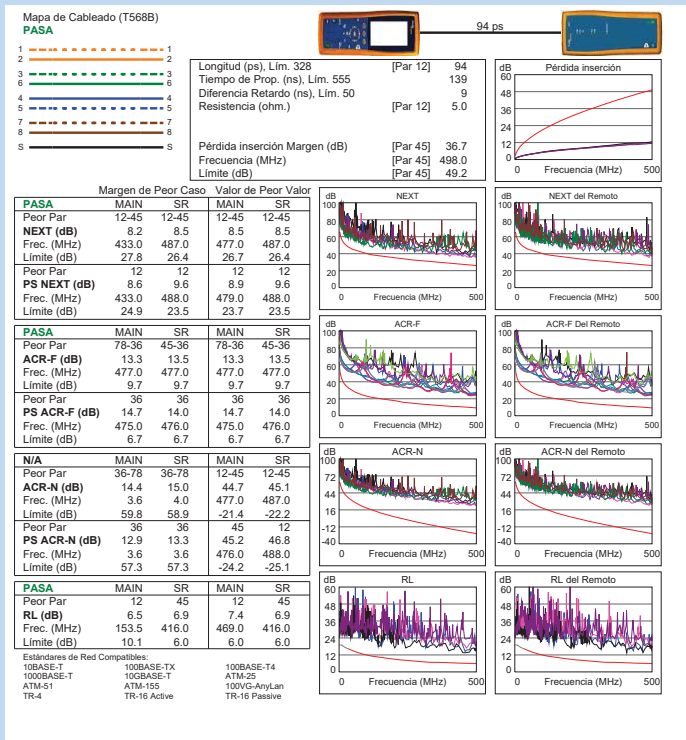 Mapa de Cableado (T568B)
PASA
1 1
2 2
3 3
6 6
4 4
5 5
7 7
8 8
S S
94 ps
Longitud (ps), Lím. 328 [Par 12] 94
Tiempo de Prop. (ns), Lím. 555 139
Diferencia Retardo (ns), Lím. 50 9
Resistencia (ohm.) [Par 12] 5.0
Pérdida inserción Margen (dB) [Par 45] 36.7
Frecuencia (MHz) [Par 45] 498.0
Límite (dB) [Par 45] 49.2
dB Pérdida inserción
60
48
36
24
12
0
0 Frecuencia (MHz) 500
Margen de Peor Caso Valor de Peor Valor
PASA MAIN SR MAIN SR
Peor Par 12-45 12-45 12-45 12-45
NEXT (dB) 8.2 8.5 8.5 8.5
Frec. (MHz) 433.0 487.0 477.0 487.0
Límite (dB) 27.8 26.4 26.7 26.4
Peor Par 12 12 12 12
PS NEXT (dB) 8.6 9.6 8.9 9.6
Frec. (MHz) 433.0 488.0 479.0 488.0
Límite (dB) 24.9 23.5 23.7 23.5
PASA MAIN SR MAIN SR
Peor Par 78-36 45-36 78-36 45-36
ACR-F (dB) 13.3 13.5 13.3 13.5
Frec. (MHz) 477.0 477.0 477.0 477.0
Límite (dB) 9.7 9.7 9.7 9.7
Peor Par 36 36 36 36
PS ACR-F (dB) 14.7 14.0 14.7 14.0
Frec. (MHz) 475.0 476.0 475.0 476.0
Límite (dB) 6.7 6.7 6.7 6.7
N/A MAIN SR MAIN SR
Peor Par 36-78 36-78 12-45 12-45
ACR-N (dB) 14.4 15.0 44.7 45.1
Frec. (MHz) 3.6 4.0 477.0 487.0
Límite (dB) 59.8 58.9 -21.4 -22.2
Peor Par 36 36 45 12
PS ACR-N (dB) 12.9 13.3 45.2 46.8
Frec. (MHz) 3.6 3.6 476.0 488.0
Límite (dB) 57.3 57.3 -24.2 -25.1
PASA MAIN SR MAIN SR
Peor Par 12 45 12 45
RL (dB) 6.5 6.9 7.4 6.9
Frec. (MHz) 153.5 416.0 469.0 416.0
Límite (dB) 10.1 6.0 6.0 6.0
Estándares de Red Compatibles:
10BASE-T 100BASE-TX 100BASE-T4
1000BASE-T 10GBASE-T ATM-25
ATM-51 ATM-155 100VG-AnyLan
TR-4 TR-16 Active TR-16 Passive
dB NEXT
100
80
60
40
20
0
0 Frecuencia (MHz) 500
dB NEXT del Remoto
100
80
60
40
20
0
0 Frecuencia (MHz) 500
dB ACR-F
100
80
60
40
20
0
0 Frecuencia (MHz) 500
dB ACR-F Del Remoto
100
80
60
40
20
0
0 Frecuencia (MHz) 500
dB ACR-N
100
72
44
16
-12
-40
0 Frecuencia (MHz) 500
dB ACR-N del Remoto
100
72
44
16
-12
-40
0 Frecuencia (MHz) 500
dB RL
60
48
36
24
12
0
0 Frecuencia (MHz) 500
dB RL del Remoto
60
48
36
24
12
0
0 Frecuencia (MHz) 500